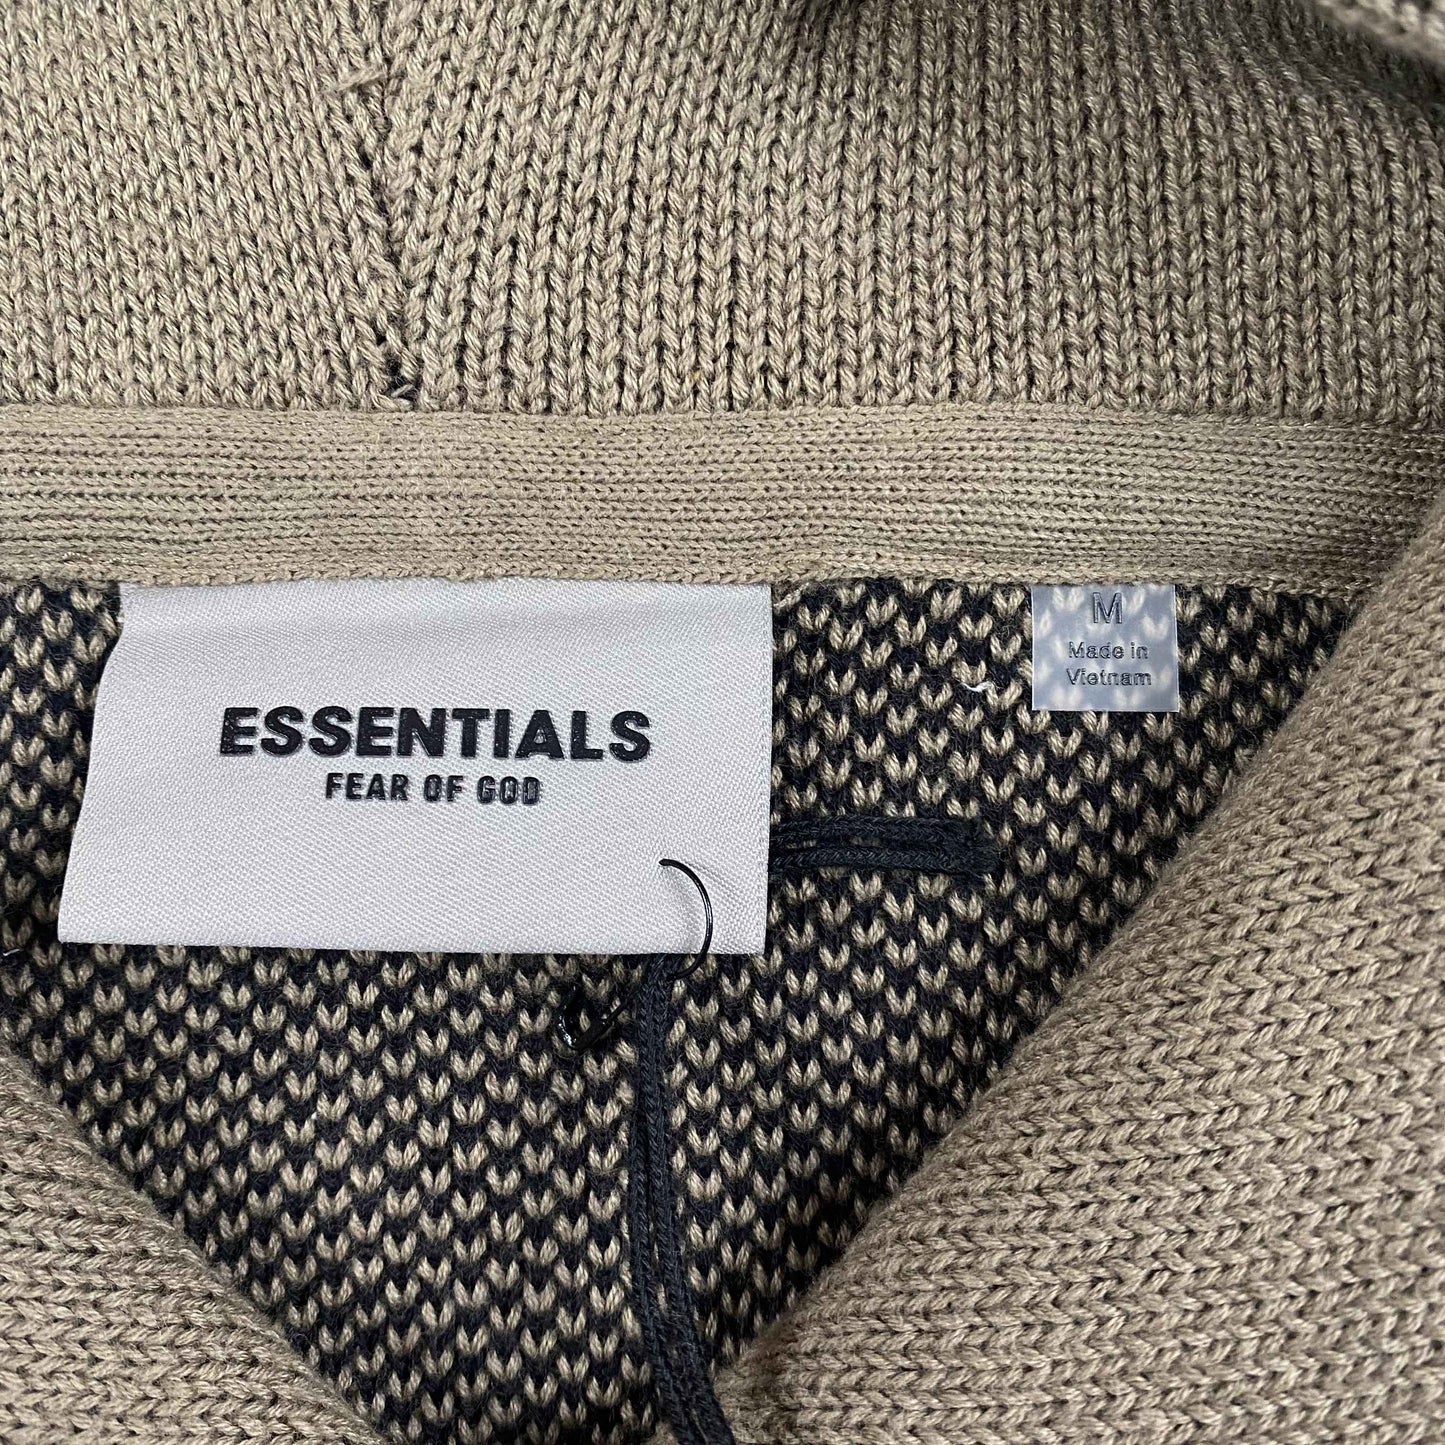 ESSENTIALS
FEAR OF GOD
M
Made in
Vietnam